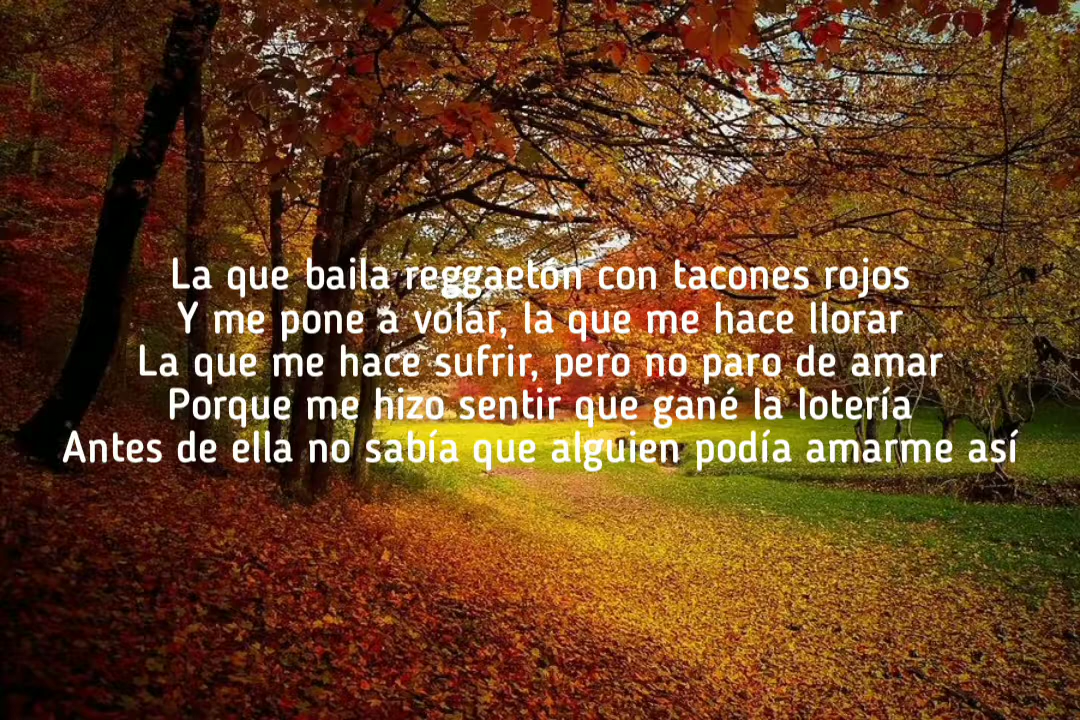 La que baila reggaetón con tacones rojos
Y me pone a volar, la que me hace llorar
La que me hace sufrir, pero no paro de amar
Porque me hizo sentir que gané la lotería
Antes de ella no sabía que alguien podía amarme así